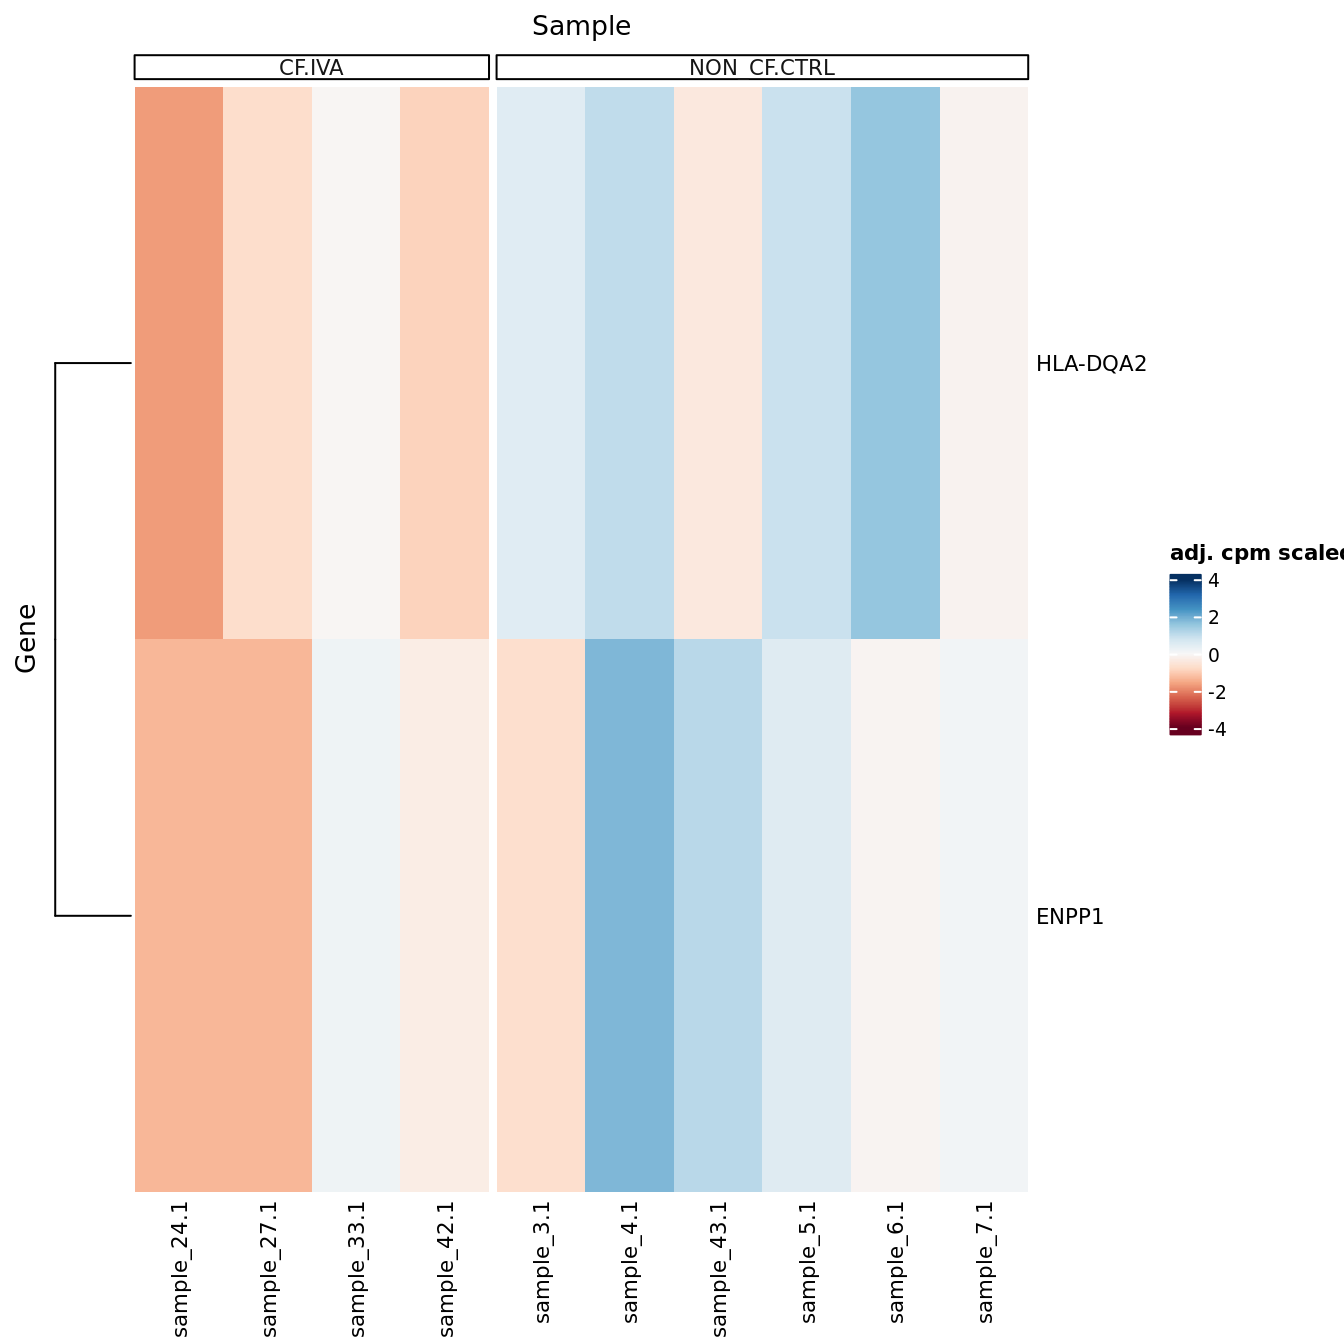 Sample
CF.IVA
NON_CF.CTRL
HLA-DQA2
Gene
ENPP1
adj. cpm scaled
4
2
0
-2
-4
sample_24.1
sample_27.1
sample_33.1
sample_42.1
sample_3.1
sample_4.1
sample_43.1
sample_5.1
sample_6.1
sample_7.1